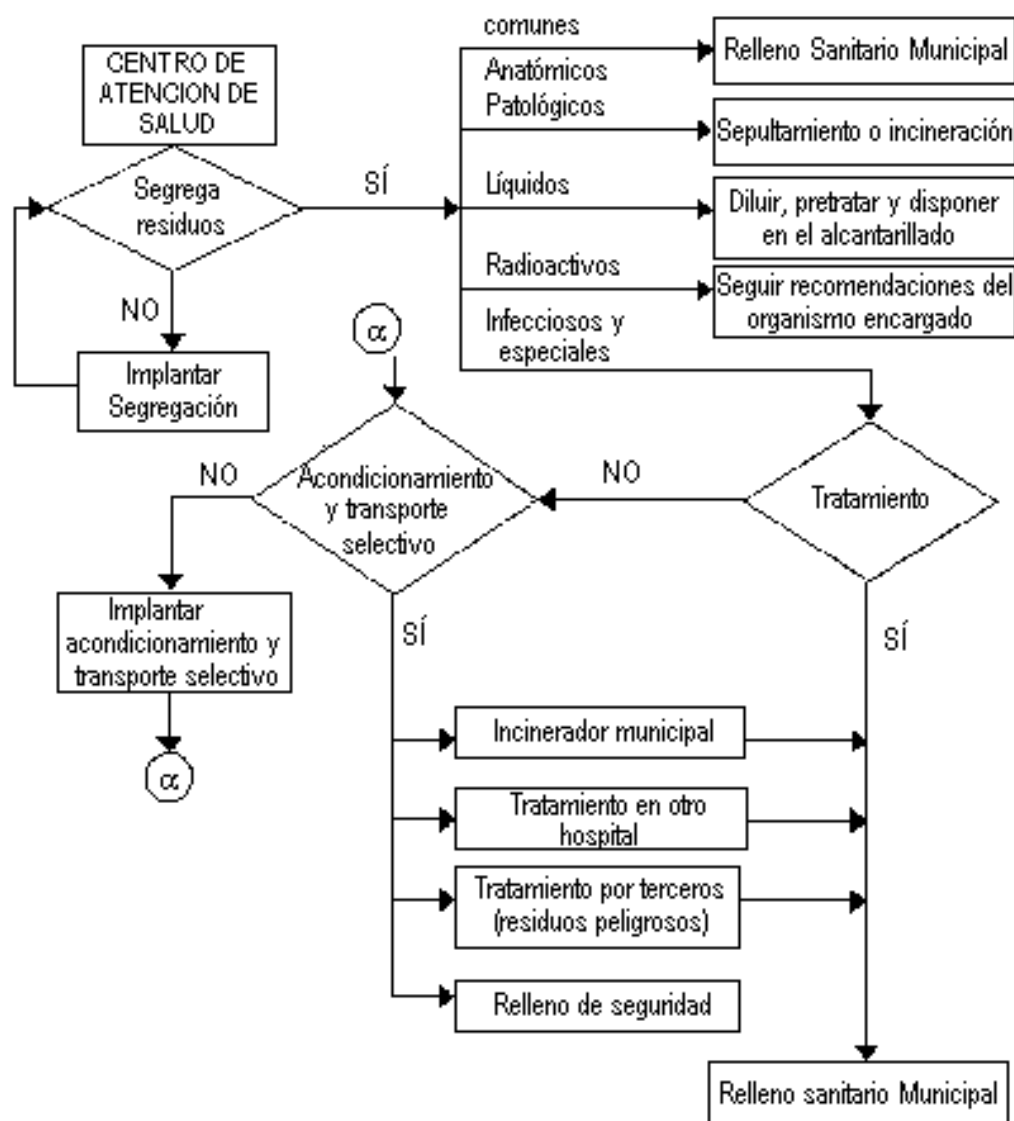 CENTRO DE
ATENCION DE
SALUD
Segrega
residuos
SÍ
NO
Implantar
Segregación
comunes
Relleno Sanitario Municipal
Anatómicos
Patológicos
Sepultamiento o incineración
Líquidos
Diluir, pretratar y disponer
en el alcantarillado
Radioactivos
Seguir recomendaciones del
organismo encargado
Infecciosos y
especiales
α
Tratamiento
NO
Acondicionamiento
y transporte
selectivo
NO
Implantar
acondicionamiento y
transporte selectivo
α
SÍ
SÍ
Incinerador municipal
Tratamiento en otro
hospital
Tratamiento por terceros
(residuos peligrosos)
Relleno de seguridad
Relleno sanitario Municipal